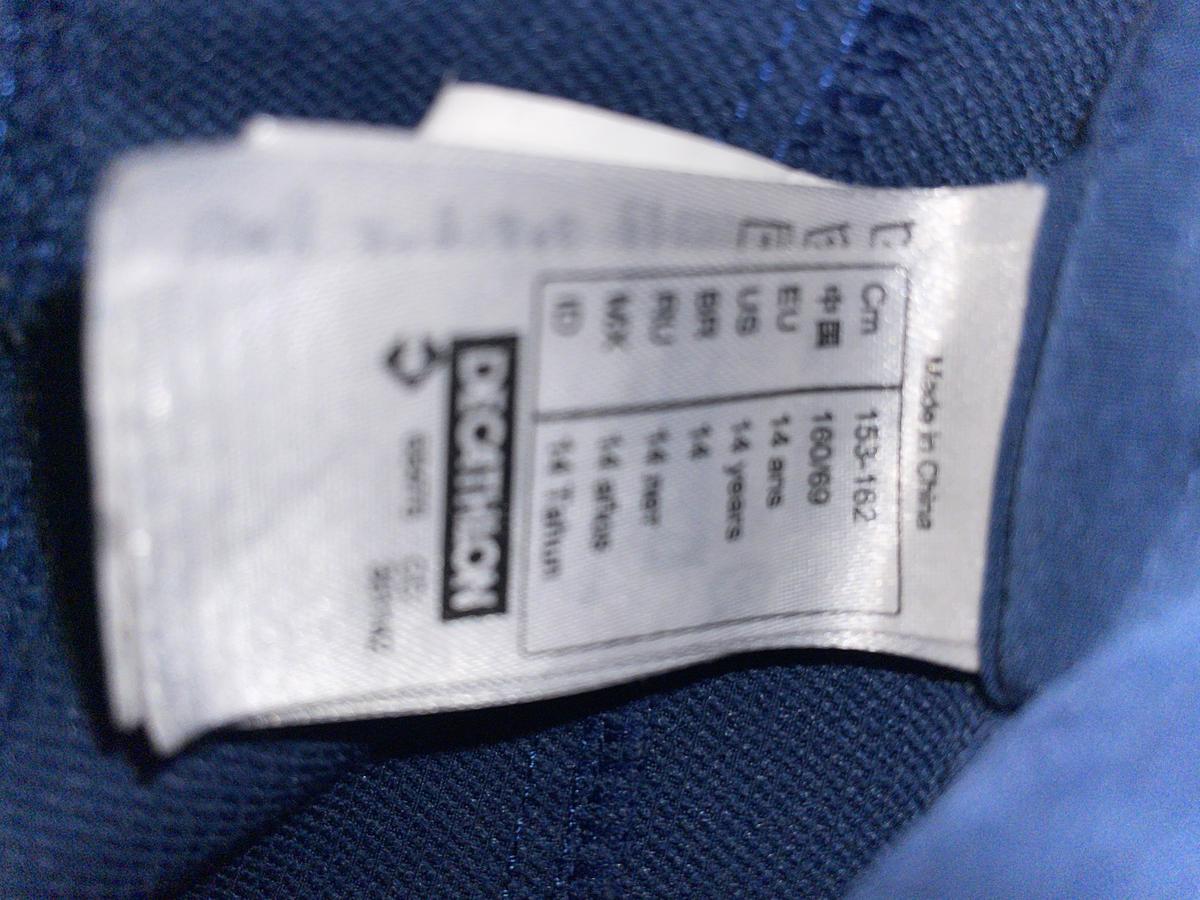 Made in China
Cm 153-162
中国 160/69
EU 14 ans
US 14 years
BR 14
RU 14 лет
MX 14 años
ID 14 Tahun
DECATHLON